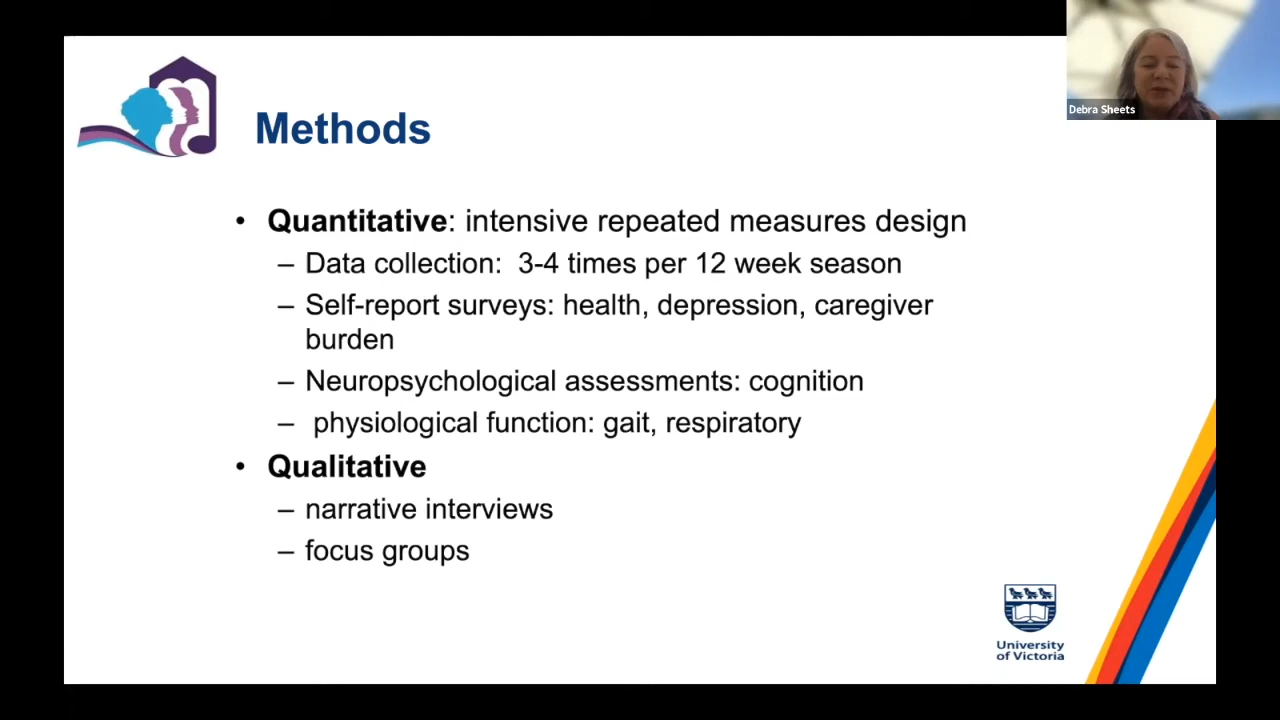 Debra Sheets
Methods
• Quantitative: intensive repeated measures design
– Data collection:  3-4 times per 12 week season
– Self-report surveys: health, depression, caregiver
burden
– Neuropsychological assessments: cognition
–  physiological function: gait, respiratory
• Qualitative
– narrative interviews
– focus groups
University
of Victoria